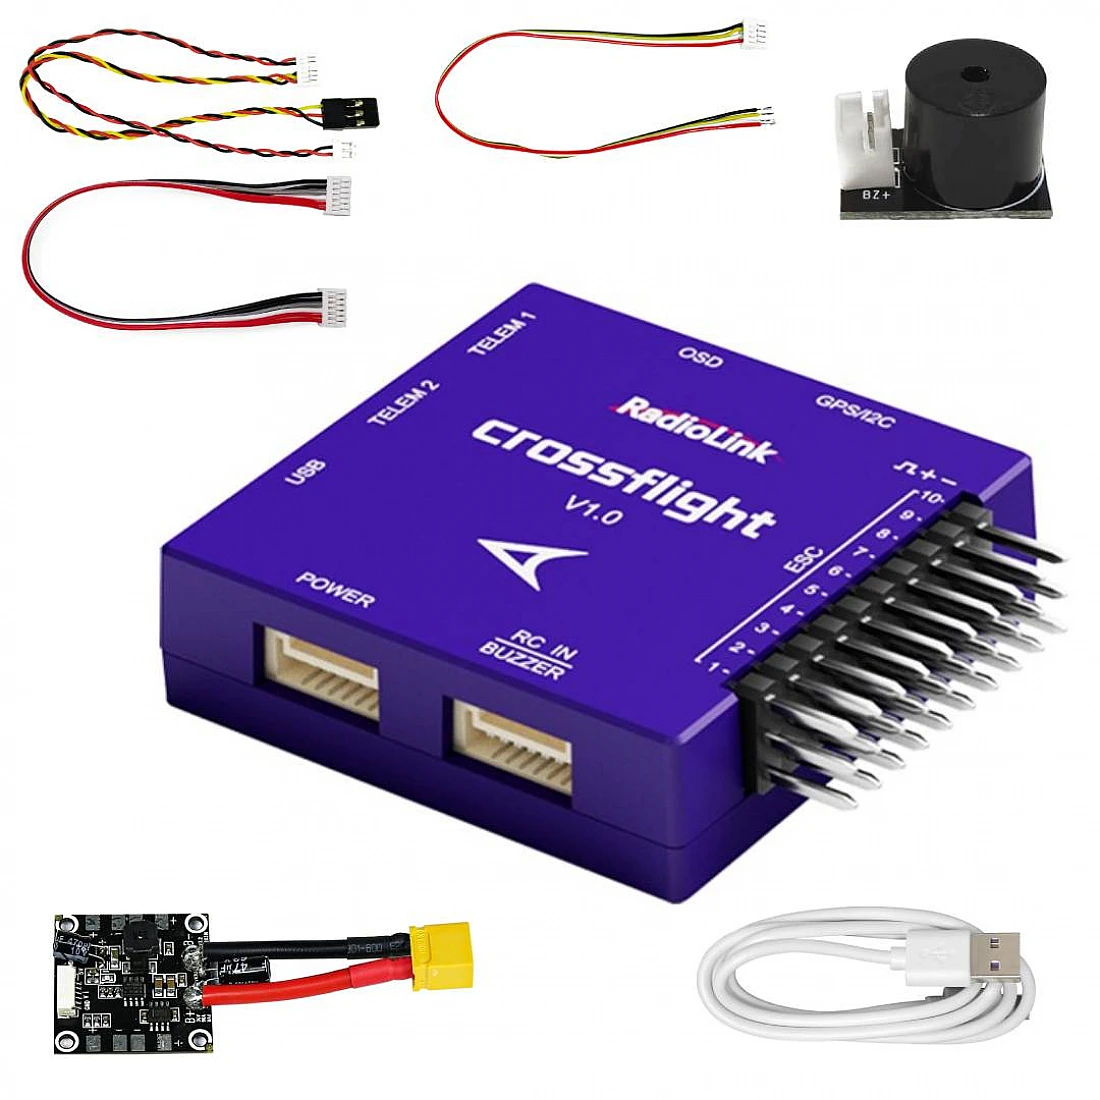 BZ+
TELEM 1
OSD
TELEM 2
GPS/I2C
RadioLink
USB
crossflight
V1.0
+ -
10
9
8
7
6
5
4
3
2
1
ESC
POWER
RC IN
BUZZER
B-
B+
GND